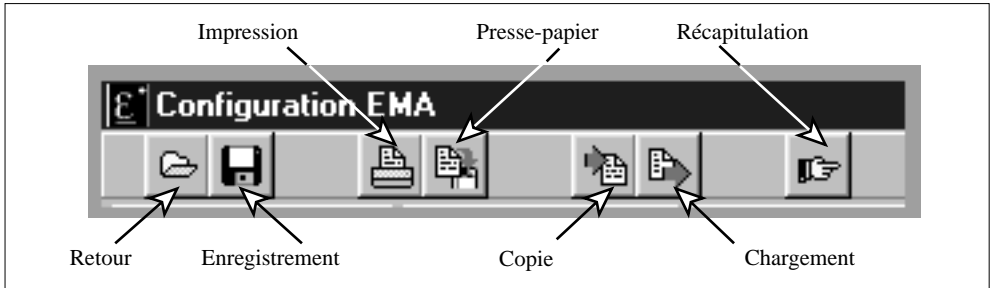 Impression Presse-papier Récapitulation
Configuration EMA
Retour Enregistrement Copie Chargement